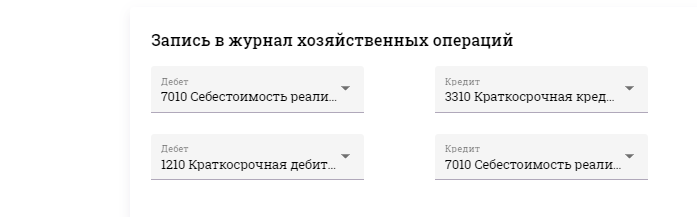 Запись в журнал хозяйственных операций
Дебет
7010 Себестоимость реали...
Кредит
3310 Краткосрочная кред...
Дебет
1210 Краткосрочная дебит...
Кредит
7010 Себестоимость реали...